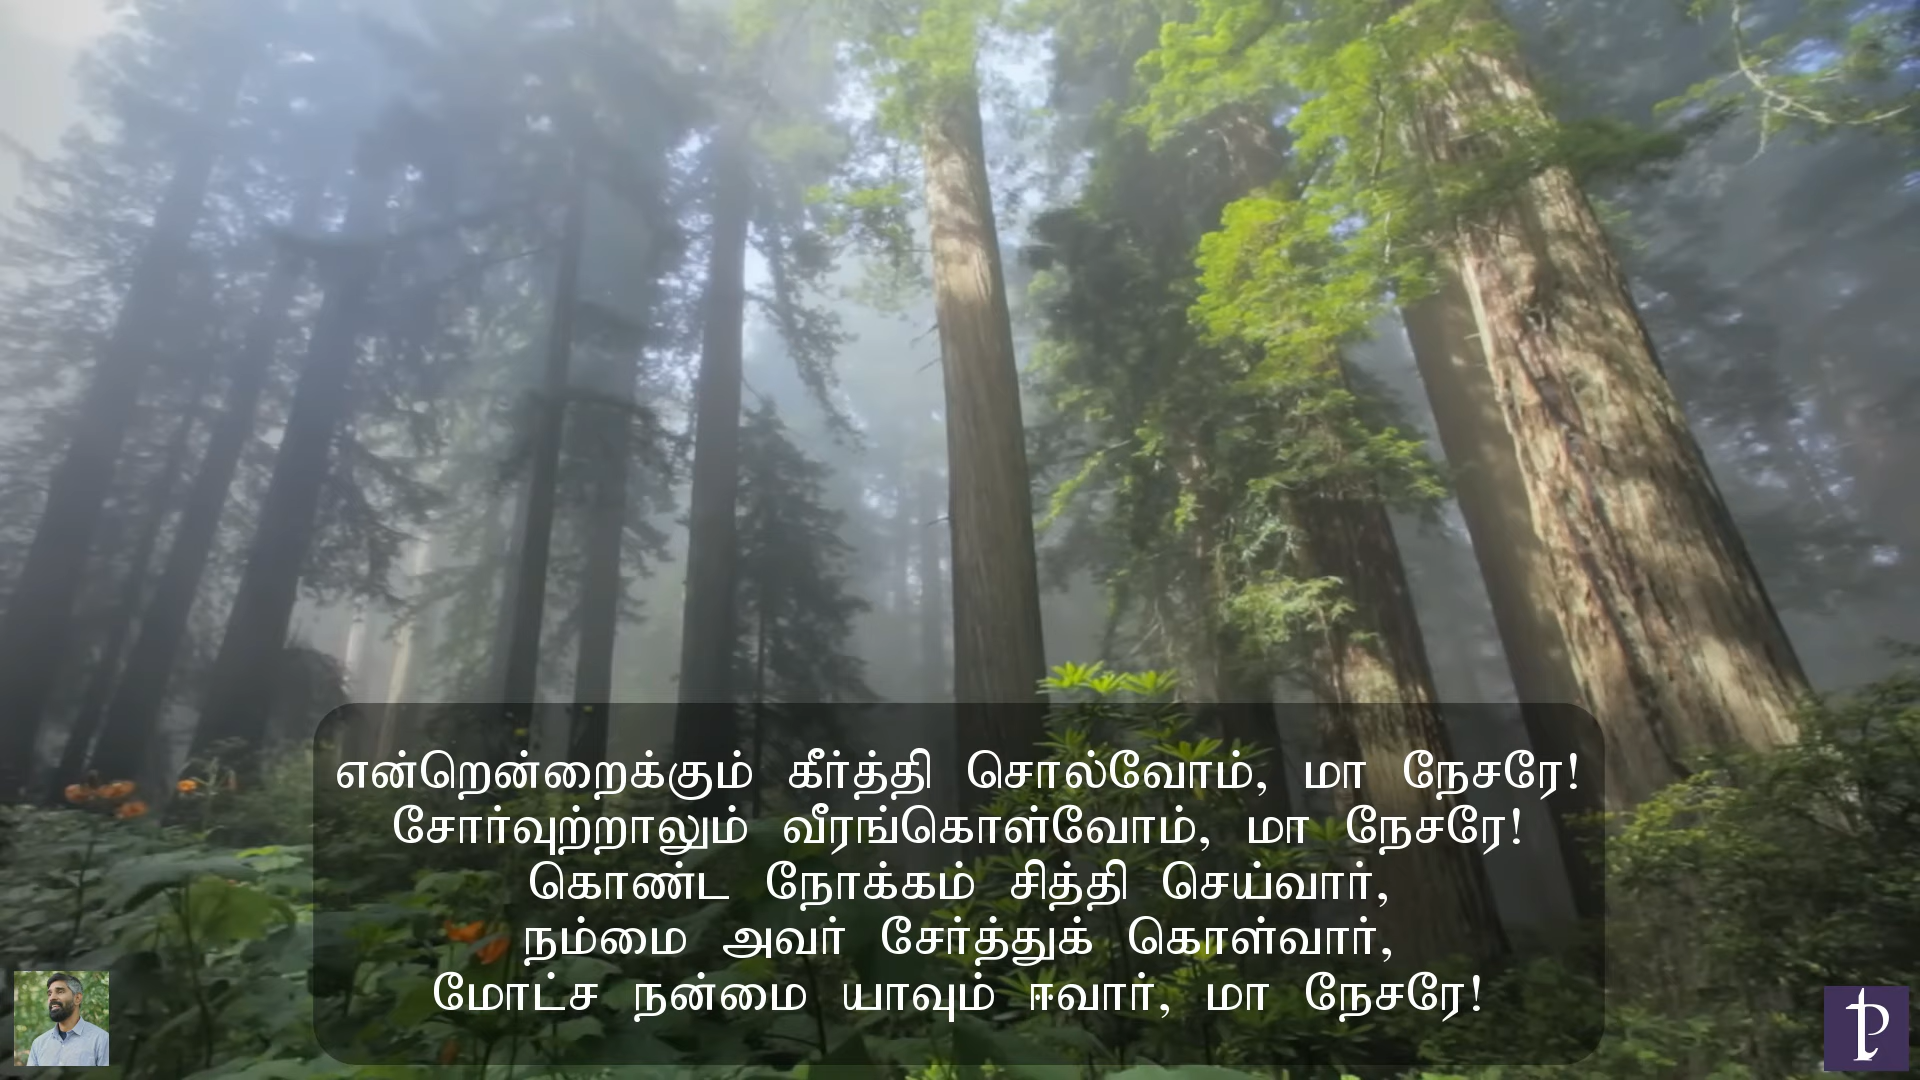 என்றென்றைக்கும் கீர்த்தி சொல்வோம், மா நேசரே!
சோர்வுற்றாலும் வீரங்கொள்வோம், மா நேசரே!
கொண்ட நோக்கம் சித்தி செய்வார்,
நம்மை அவர் சேர்த்துக் கொள்வார்,
மோட்ச நன்மை யாவும் ஈவார், மா நேசரே!